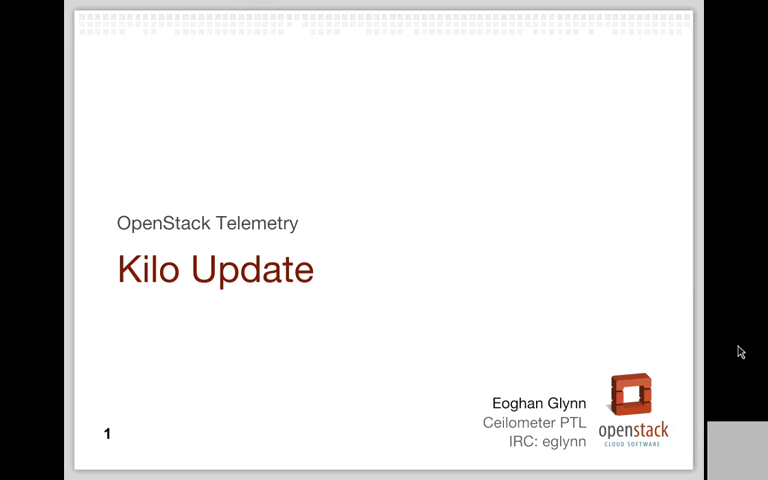 OpenStack Telemetry
Kilo Update
Eoghan Glynn
Ceilometer PTL
IRC: eglynn
1
openstack
CLOUD SOFTWARE